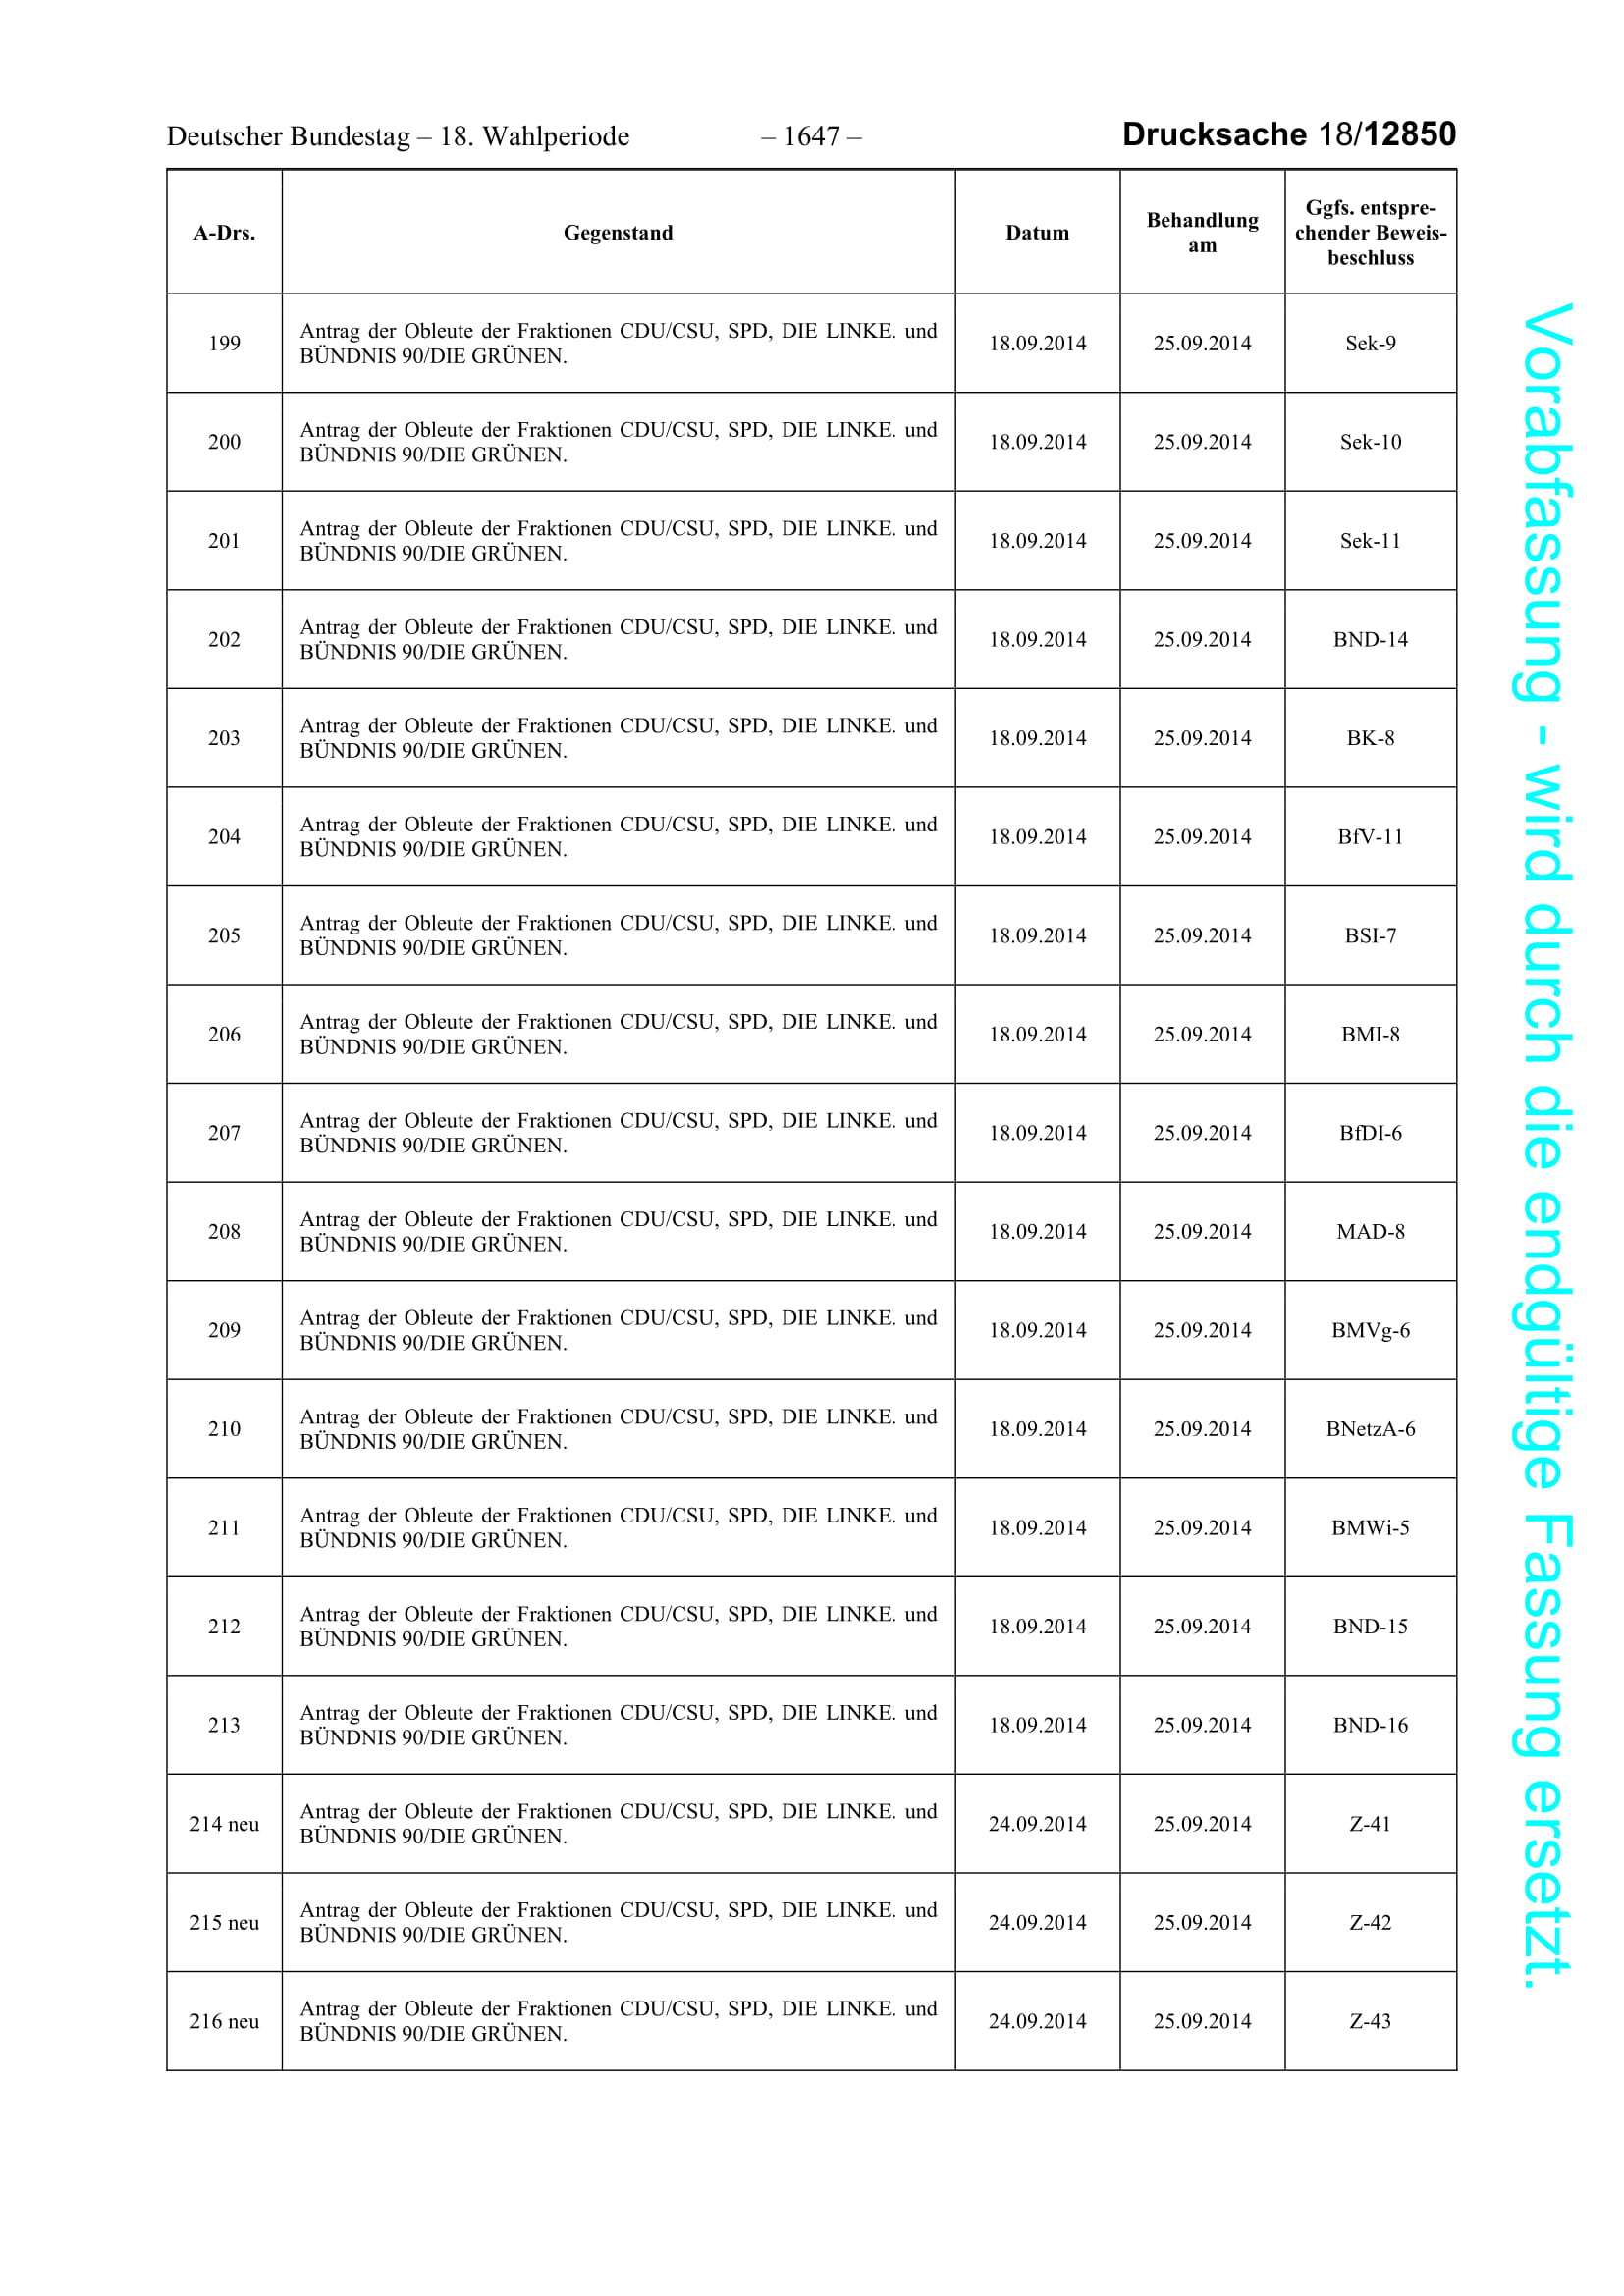 Deutscher Bundestag – 18. Wahlperiode – 1647 – Drucksache 18/12850
A-Drs. Gegenstand Datum Behandlung am Ggfs. entspre-
chender Beweis-
beschluss
199 Antrag der Obleute der Fraktionen CDU/CSU, SPD, DIE LINKE. und
BÜNDNIS 90/DIE GRÜNEN. 18.09.2014 25.09.2014 Sek-9
200 Antrag der Obleute der Fraktionen CDU/CSU, SPD, DIE LINKE. und
BÜNDNIS 90/DIE GRÜNEN. 18.09.2014 25.09.2014 Sek-10
201 Antrag der Obleute der Fraktionen CDU/CSU, SPD, DIE LINKE. und
BÜNDNIS 90/DIE GRÜNEN. 18.09.2014 25.09.2014 Sek-11
202 Antrag der Obleute der Fraktionen CDU/CSU, SPD, DIE LINKE. und
BÜNDNIS 90/DIE GRÜNEN. 18.09.2014 25.09.2014 BND-14
203 Antrag der Obleute der Fraktionen CDU/CSU, SPD, DIE LINKE. und
BÜNDNIS 90/DIE GRÜNEN. 18.09.2014 25.09.2014 BK-8
204 Antrag der Obleute der Fraktionen CDU/CSU, SPD, DIE LINKE. und
BÜNDNIS 90/DIE GRÜNEN. 18.09.2014 25.09.2014 BfV-11
205 Antrag der Obleute der Fraktionen CDU/CSU, SPD, DIE LINKE. und
BÜNDNIS 90/DIE GRÜNEN. 18.09.2014 25.09.2014 BSI-7
206 Antrag der Obleute der Fraktionen CDU/CSU, SPD, DIE LINKE. und
BÜNDNIS 90/DIE GRÜNEN. 18.09.2014 25.09.2014 BMI-8
207 Antrag der Obleute der Fraktionen CDU/CSU, SPD, DIE LINKE. und
BÜNDNIS 90/DIE GRÜNEN. 18.09.2014 25.09.2014 BfDI-6
208 Antrag der Obleute der Fraktionen CDU/CSU, SPD, DIE LINKE. und
BÜNDNIS 90/DIE GRÜNEN. 18.09.2014 25.09.2014 MAD-8
209 Antrag der Obleute der Fraktionen CDU/CSU, SPD, DIE LINKE. und
BÜNDNIS 90/DIE GRÜNEN. 18.09.2014 25.09.2014 BMVg-6
210 Antrag der Obleute der Fraktionen CDU/CSU, SPD, DIE LINKE. und
BÜNDNIS 90/DIE GRÜNEN. 18.09.2014 25.09.2014 BNetzA-6
211 Antrag der Obleute der Fraktionen CDU/CSU, SPD, DIE LINKE. und
BÜNDNIS 90/DIE GRÜNEN. 18.09.2014 25.09.2014 BMWi-5
212 Antrag der Obleute der Fraktionen CDU/CSU, SPD, DIE LINKE. und
BÜNDNIS 90/DIE GRÜNEN. 18.09.2014 25.09.2014 BND-15
213 Antrag der Obleute der Fraktionen CDU/CSU, SPD, DIE LINKE. und
BÜNDNIS 90/DIE GRÜNEN. 18.09.2014 25.09.2014 BND-16
214 neu Antrag der Obleute der Fraktionen CDU/CSU, SPD, DIE LINKE. und
BÜNDNIS 90/DIE GRÜNEN. 24.09.2014 25.09.2014 Z-41
215 neu Antrag der Obleute der Fraktionen CDU/CSU, SPD, DIE LINKE. und
BÜNDNIS 90/DIE GRÜNEN. 24.09.2014 25.09.2014 Z-42
216 neu Antrag der Obleute der Fraktionen CDU/CSU, SPD, DIE LINKE. und
BÜNDNIS 90/DIE GRÜNEN. 24.09.2014 25.09.2014 Z-43
Vorabfassung - wird durch die endgültige Fassung ersetzt.